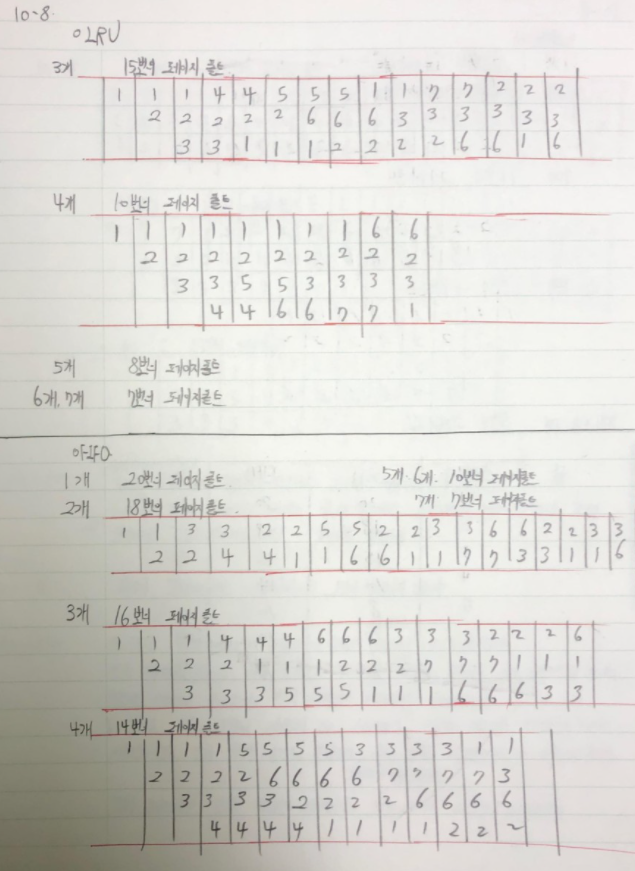 10-8.
○ LRU
3개 15번의 페이지 폴트
1 1 1 4 4 5 5 5 1 1 7 7 2 2 2
2 2 2 2 2 6 6 6 3 3 3 3 3 3
3 3 1 1 1 2 2 2 2 6 6 1 6
4개 10번의 페이지 폴트
1 1 1 1 1 1 1 1 6 6
2 2 2 2 2 2 2 2 2
3 3 5 5 3 3 3 3
4 4 6 6 7 7 1
5개 8번의 페이지폴트
6개, 7개 7번의 페이지폴트
○ FIFO.
1개 20번의 페이지폴트 5개·6개. 10번의 페이지폴트
2개 18번의 페이지폴트. 7개 7번의 페이지폴트
1 1 3 3 2 2 5 5 2 2 3 3 6 6 2 2 3 3
2 2 4 4 1 1 6 6 1 1 7 7 3 3 1 1 6
3개 16번의 페이지폴트
1 1 1 4 4 4 6 6 6 3 3 3 2 2 2 6
2 2 2 1 1 1 2 2 2 7 7 7 1 1 1
3 3 3 5 5 5 1 1 1 6 6 6 3 3
4개 14번의 페이지폴트
1 1 1 1 5 5 5 5 3 3 3 3 1 1
2 2 2 2 6 6 6 6 7 7 7 7 3
3 3 3 3 2 2 2 2 6 6 6 6
4 4 4 4 1 1 1 1 2 2 2